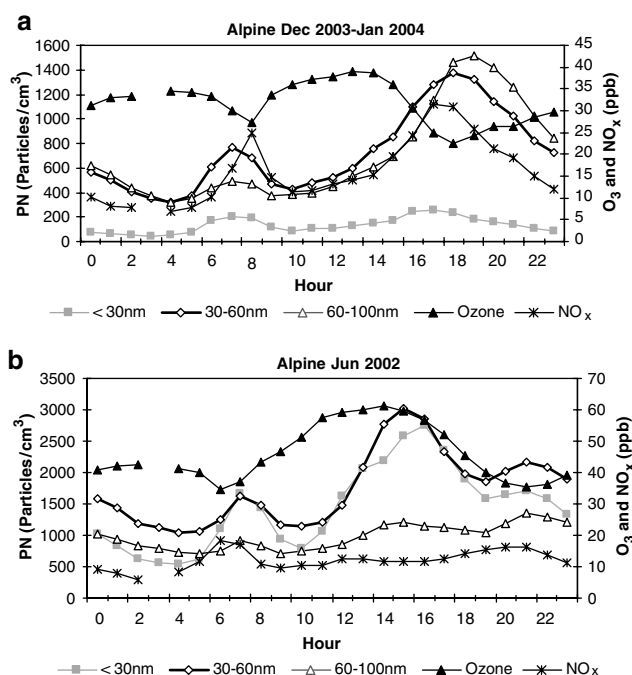 a
Alpine Dec 2003-Jan 2004
PN (Particles/cm³)
1600
1400
1200
1000
800
600
400
200
0
45
40
35
30
25
20
15
10
5
0
O₃ and NOₓ (ppb)
0 2 4 6 8 10 12 14 16 18 20 22
Hour
<30nm 30-60nm 60-100nm Ozone NOₓ
b
Alpine Jun 2002
PN (Particles/cm³)
3500
3000
2500
2000
1500
1000
500
0
70
60
50
40
30
20
10
0
O₃ and NOₓ (ppb)
0 2 4 6 8 10 12 14 16 18 20 22
Hour
<30nm 30-60nm 60-100nm Ozone NOₓ